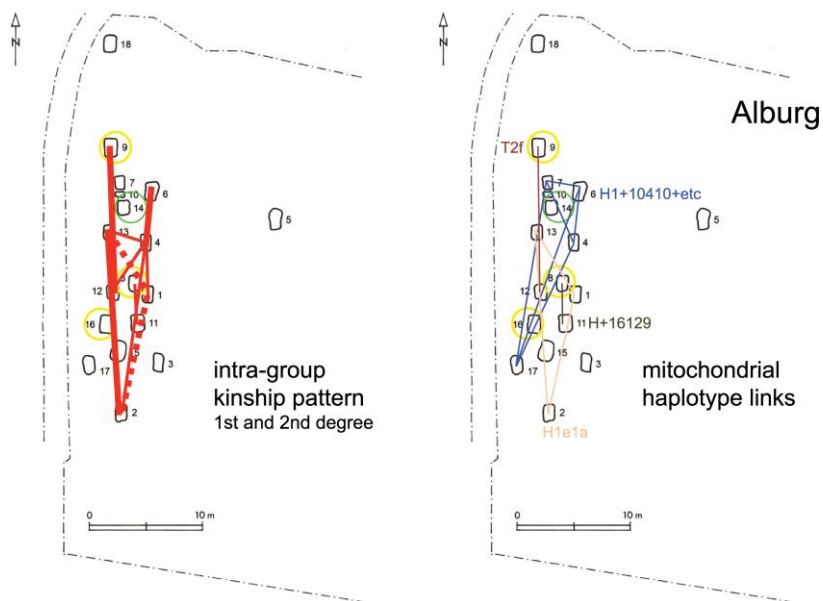 N
18
9
7
6
10
14
5
13
4
8
12
1
16
11
15
3
17
intra-group
kinship pattern
1st and 2nd degree
2
0
10 m
N
18
Alburg
T2f
9
7
6
H1+10410+etc
10
14
5
13
4
8
12
1
16
11
H+16129
15
3
17
mitochondrial
haplotype links
2
H1e1a
0
10 m